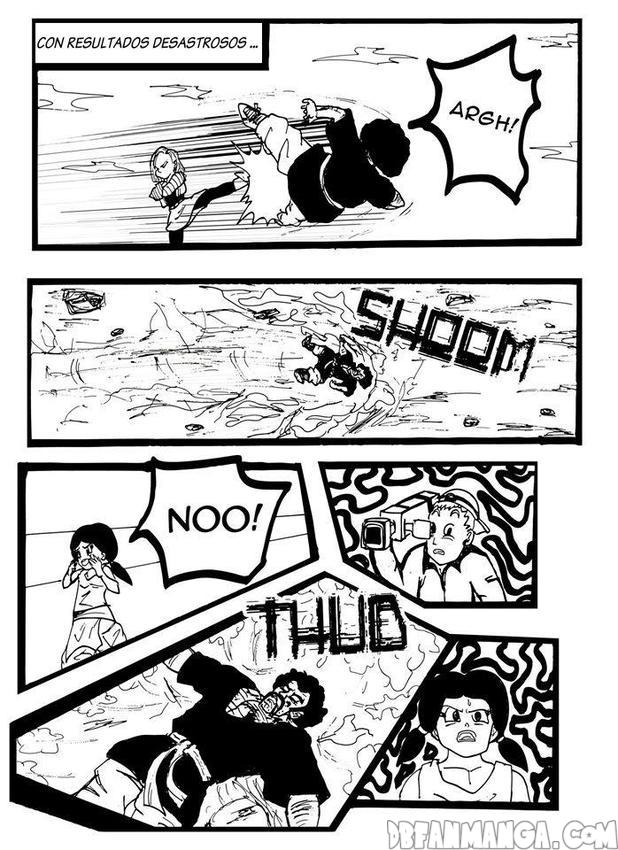 CON RESULTADOS DESASTROSOS ...
ARGH!
SHOOM
NOO!
THUD
DBFANMANGA.COM